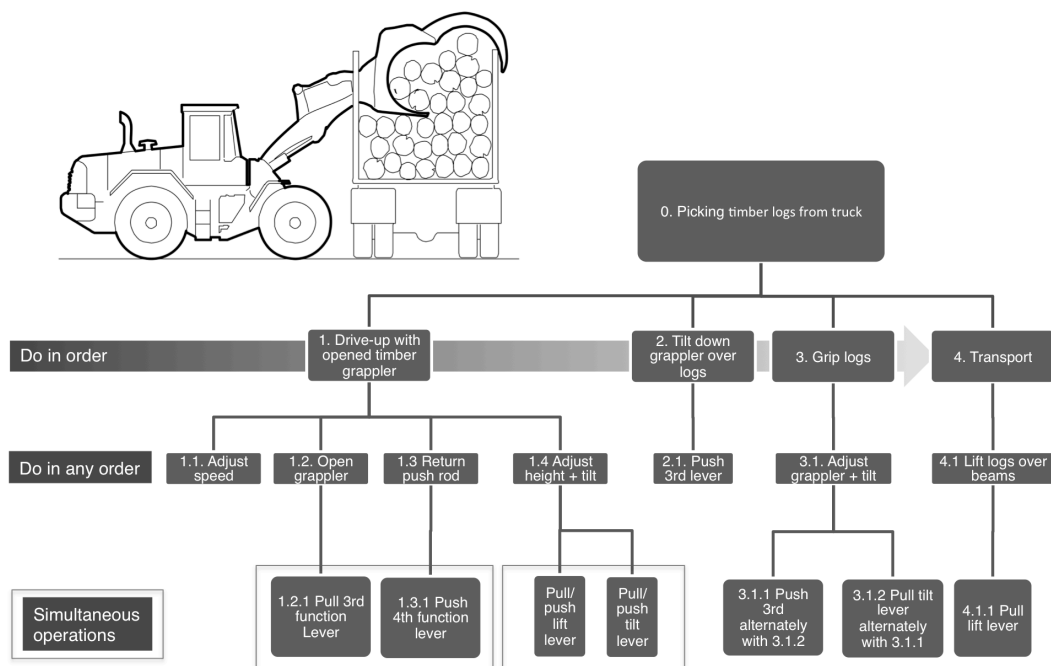 0. Picking timber logs from truck
Do in order
1. Drive-up with
opened timber
grappler
2. Tilt down
grappler over
logs
3. Grip logs
4. Transport
Do in any order
1.1. Adjust
speed
1.2. Open
grappler
1.3 Return
push rod
1.4 Adjust
height + tilt
2.1. Push
3rd lever
3.1. Adjust
grappler + tilt
4.1 Lift logs over
beams
Simultaneous
operations
1.2.1 Pull 3rd
function
Lever
1.3.1 Push
4th function
lever
Pull/
push
lift
lever
Pull/
push
tilt
lever
3.1.1 Push
3rd
alternately
with 3.1.2
3.1.2 Pull tilt
lever
alternately
with 3.1.1
4.1.1 Pull
lift lever